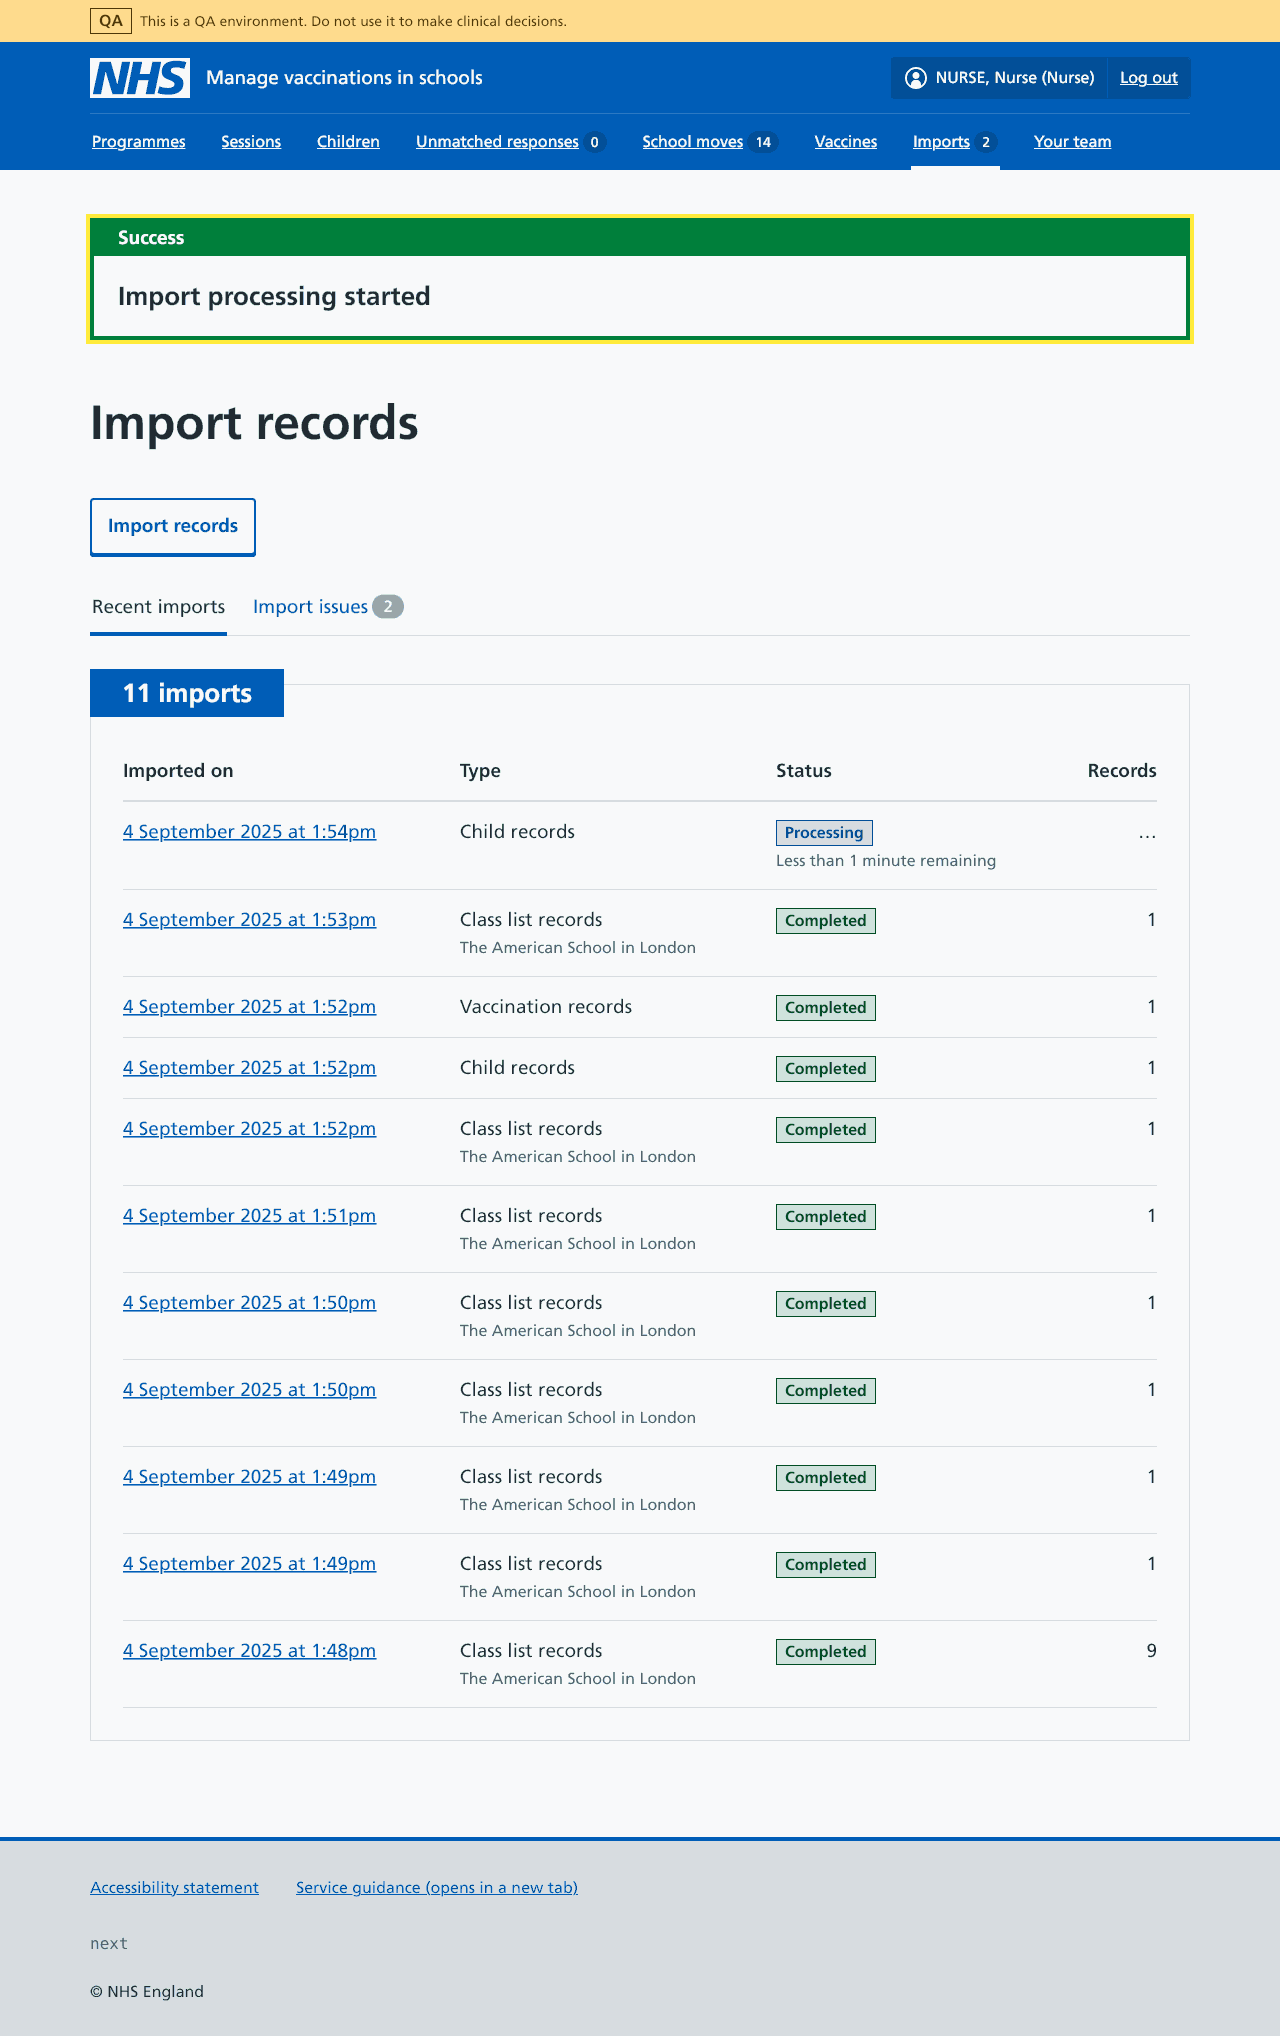 QA This is a QA environment. Do not use it to make clinical decisions.
NHS Manage vaccinations in schools NURSE, Nurse (Nurse) Log out
Programmes Sessions Children Unmatched responses 0 School moves 14 Vaccines Imports 2 Your team
Success
Import processing started
Import records
Import records
Recent imports Import issues 2
11 imports
Imported on Type Status Records
4 September 2025 at 1:54pm Child records Processing ...
Less than 1 minute remaining
4 September 2025 at 1:53pm Class list records Completed 1
The American School in London
4 September 2025 at 1:52pm Vaccination records Completed 1
4 September 2025 at 1:52pm Child records Completed 1
4 September 2025 at 1:52pm Class list records Completed 1
The American School in London
4 September 2025 at 1:51pm Class list records Completed 1
The American School in London
4 September 2025 at 1:50pm Class list records Completed 1
The American School in London
4 September 2025 at 1:50pm Class list records Completed 1
The American School in London
4 September 2025 at 1:49pm Class list records Completed 1
The American School in London
4 September 2025 at 1:49pm Class list records Completed 1
The American School in London
4 September 2025 at 1:48pm Class list records Completed 9
The American School in London
Accessibility statement Service guidance (opens in a new tab)
next
© NHS England